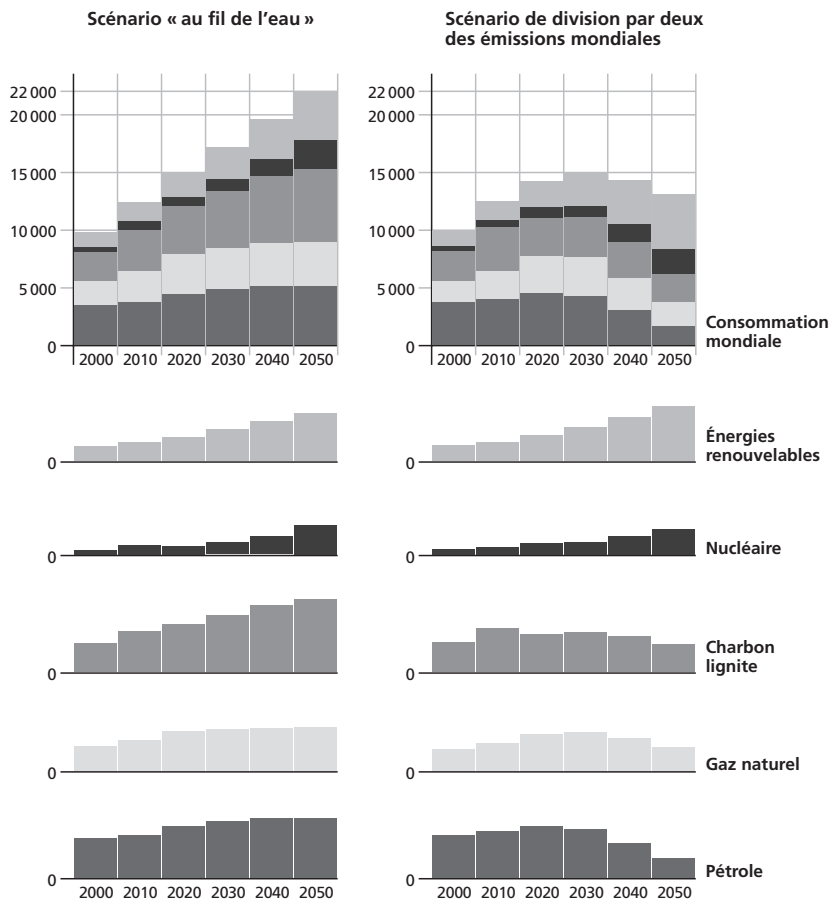 Scénario « au fil de l’eau »
Scénario de division par deux
des émissions mondiales
22 000
20 000
15 000
10 000
5 000
0
2000 2010 2020 2030 2040 2050
22 000
20 000
15 000
10 000
5 000
0
2000 2010 2020 2030 2040 2050
Consommation
mondiale
0
0
Énergies
renouvelables
0
0
Nucléaire
0
0
Charbon
lignite
0
0
Gaz naturel
0
0
Pétrole
2000 2010 2020 2030 2040 2050
2000 2010 2020 2030 2040 2050